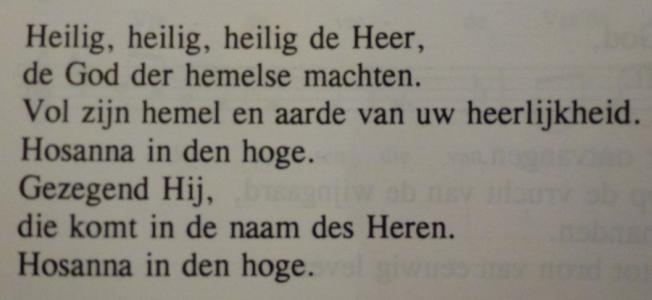 Heilig, heilig, heilig de Heer,
de God der hemelse machten.
Vol zijn hemel en aarde van uw heerlijkheid.
Hosanna in den hoge.
Gezegend Hij,
die komt in de naam des Heren.
Hosanna in den hoge.